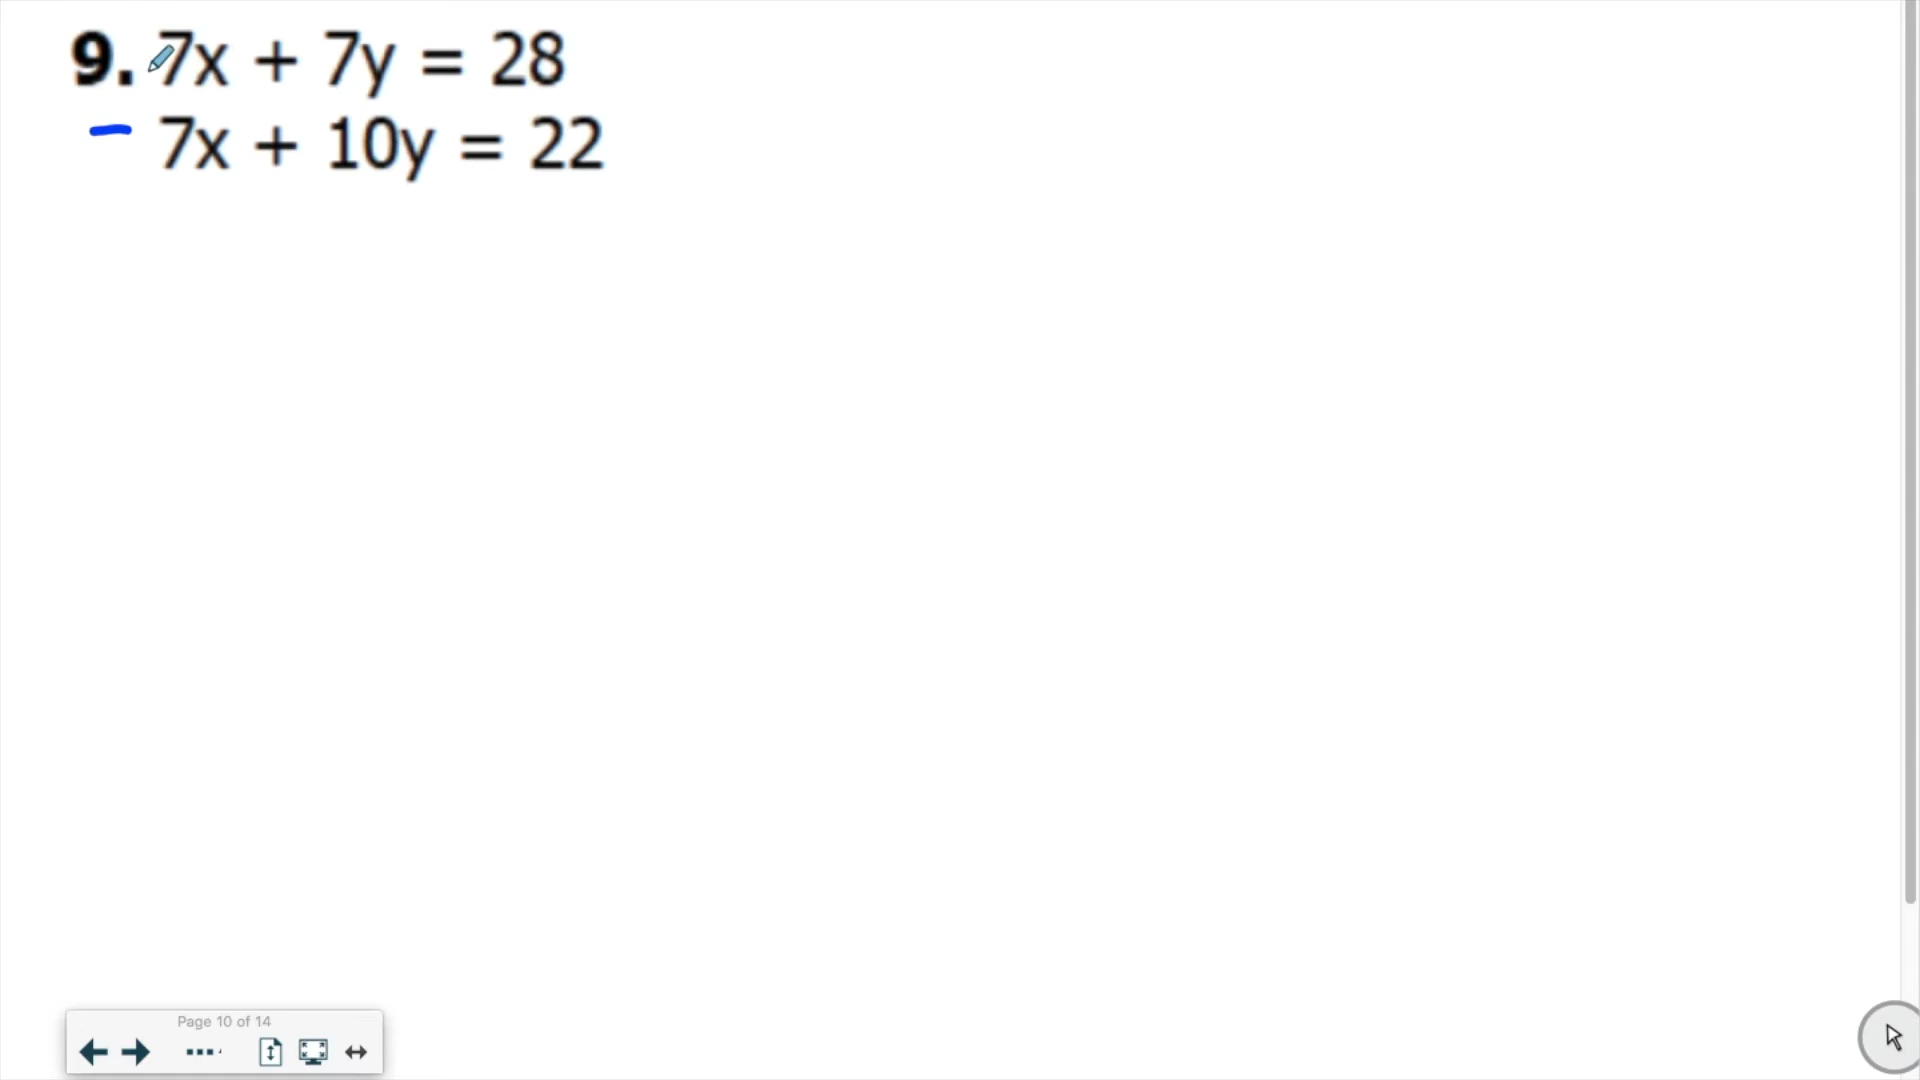 9. 7x + 7y = 28
- 7x + 10y = 22
Page 10 of 14